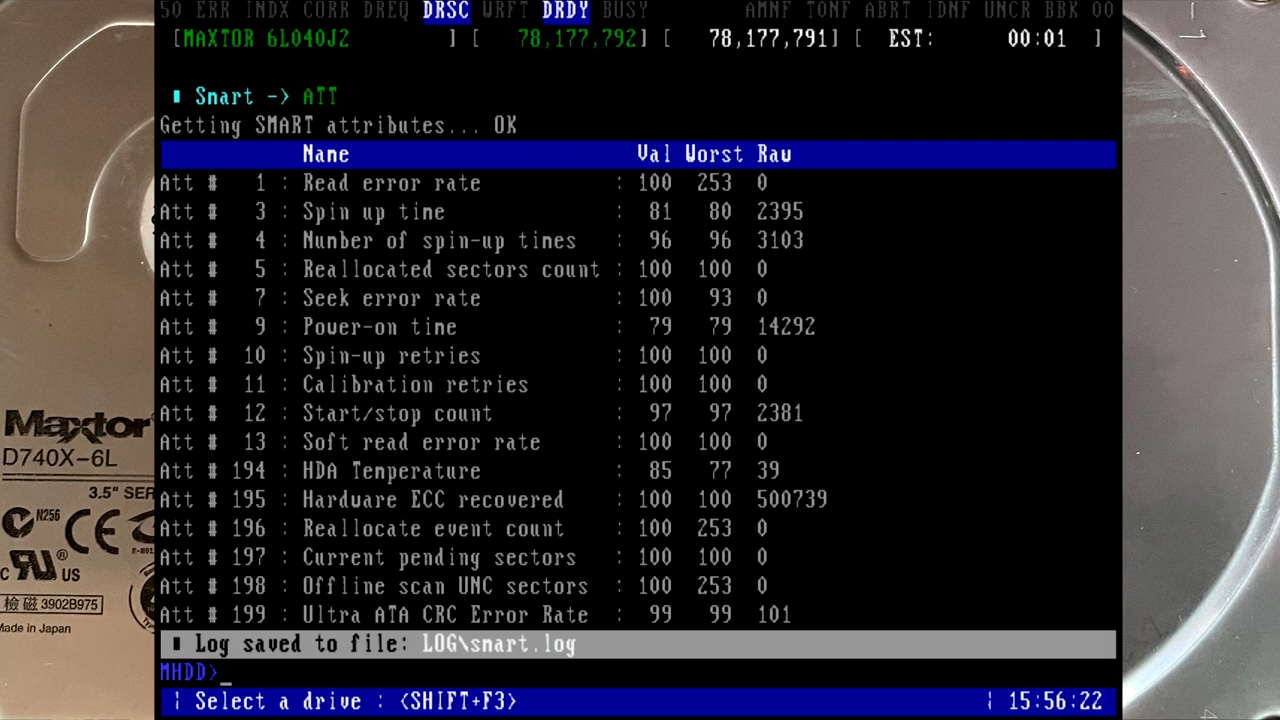 50 ERR INDX CORR DREQ DRSC WRFT DRDY BUSY AMNF TONF ABRT IDNF UNCR BBK 00
[MAXTOR 6L040J2 ] [ 78,177,792] [ 78,177,791] [ EST: 00:01 ]
Smart -> ATT
Getting SMART attributes... OK
Name Val Worst Raw
Att # 1 : Read error rate : 100 253 0
Att # 3 : Spin up time : 81 80 2395
Att # 4 : Number of spin-up times : 96 96 3103
Att # 5 : Reallocated sectors count : 100 100 0
Att # 7 : Seek error rate : 100 93 0
Att # 9 : Power-on time : 79 79 14292
Att # 10 : Spin-up retries : 100 100 0
Att # 11 : Calibration retries : 100 100 0
Att # 12 : Start/stop count : 97 97 2381
Att # 13 : Soft read error rate : 100 100 0
Att # 194 : HDA Temperature : 85 77 39
Att # 195 : Hardware ECC recovered : 100 100 500739
Att # 196 : Reallocate event count : 100 253 0
Att # 197 : Current pending sectors : 100 100 0
Att # 198 : Offline scan UNC sectors : 100 253 0
Att # 199 : Ultra ATA CRC Error Rate : 99 99 101
Log saved to file: LOG\smart.log
MHDD>_
Select a drive : <SHIFT+F3> 15:56:22
Maxtor
D740X-6L
3.5" SER
N256
CE
C UL ® US
檢磁 3902B975
Made in Japan